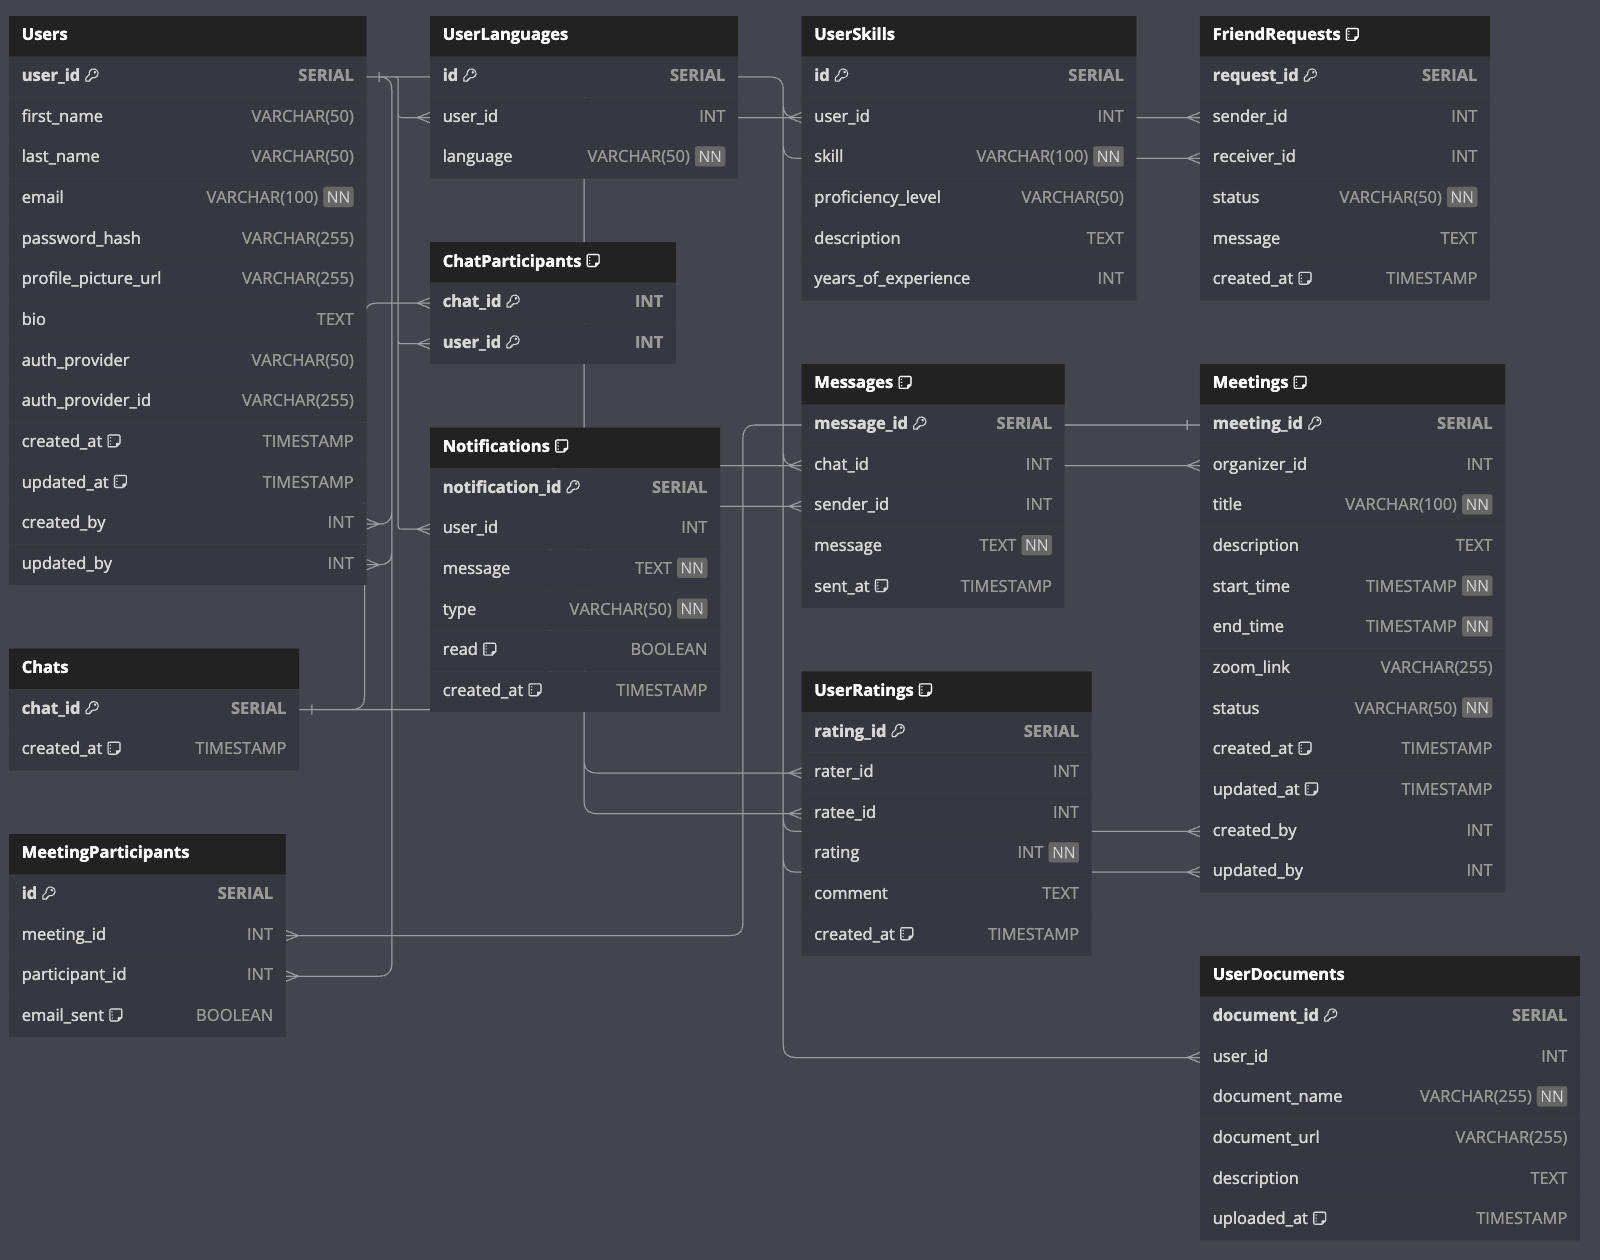 Users
user_id SERIAL
first_name VARCHAR(50)
last_name VARCHAR(50)
email VARCHAR(100) NN
password_hash VARCHAR(255)
profile_picture_url VARCHAR(255)
bio TEXT
auth_provider VARCHAR(50)
auth_provider_id VARCHAR(255)
created_at TIMESTAMP
updated_at TIMESTAMP
created_by INT
updated_by INT
Chats
chat_id SERIAL
created_at TIMESTAMP
MeetingParticipants
id SERIAL
meeting_id INT
participant_id INT
email_sent BOOLEAN
UserLanguages
id SERIAL
user_id INT
language VARCHAR(50) NN
ChatParticipants
chat_id INT
user_id INT
Notifications
notification_id SERIAL
user_id INT
message TEXT NN
type VARCHAR(50) NN
read BOOLEAN
created_at TIMESTAMP
UserSkills
id SERIAL
user_id INT
skill VARCHAR(100) NN
proficiency_level VARCHAR(50)
description TEXT
years_of_experience INT
Messages
message_id SERIAL
chat_id INT
sender_id INT
message TEXT NN
sent_at TIMESTAMP
UserRatings
rating_id SERIAL
rater_id INT
ratee_id INT
rating INT NN
comment TEXT
created_at TIMESTAMP
FriendRequests
request_id SERIAL
sender_id INT
receiver_id INT
status VARCHAR(50) NN
message TEXT
created_at TIMESTAMP
Meetings
meeting_id SERIAL
organizer_id INT
title VARCHAR(100) NN
description TEXT
start_time TIMESTAMP NN
end_time TIMESTAMP NN
zoom_link VARCHAR(255)
status VARCHAR(50) NN
created_at TIMESTAMP
updated_at TIMESTAMP
created_by INT
updated_by INT
UserDocuments
document_id SERIAL
user_id INT
document_name VARCHAR(255) NN
document_url VARCHAR(255)
description TEXT
uploaded_at TIMESTAMP